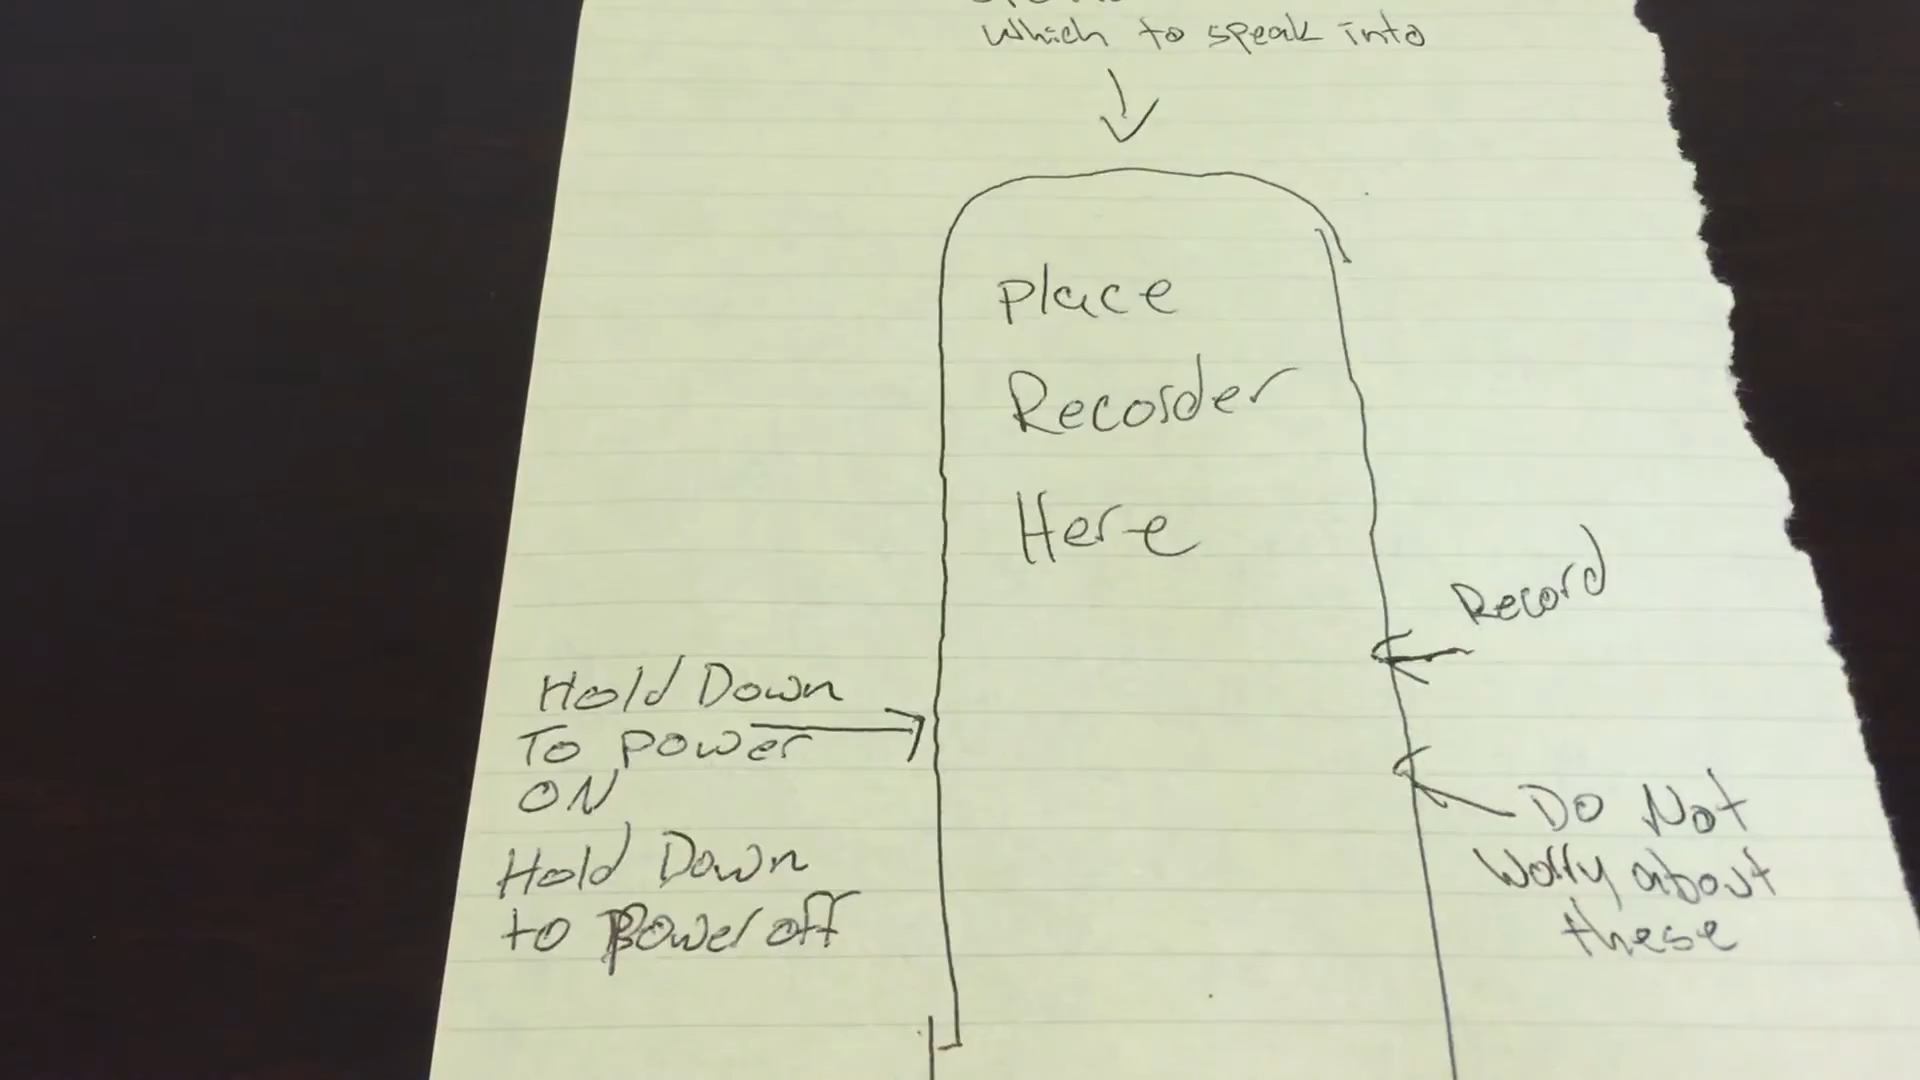 which to speak into
place
Recorder
Here
Record
Hold Down
To power
ON
Hold Down
to Power off
Do Not
Worry about
these